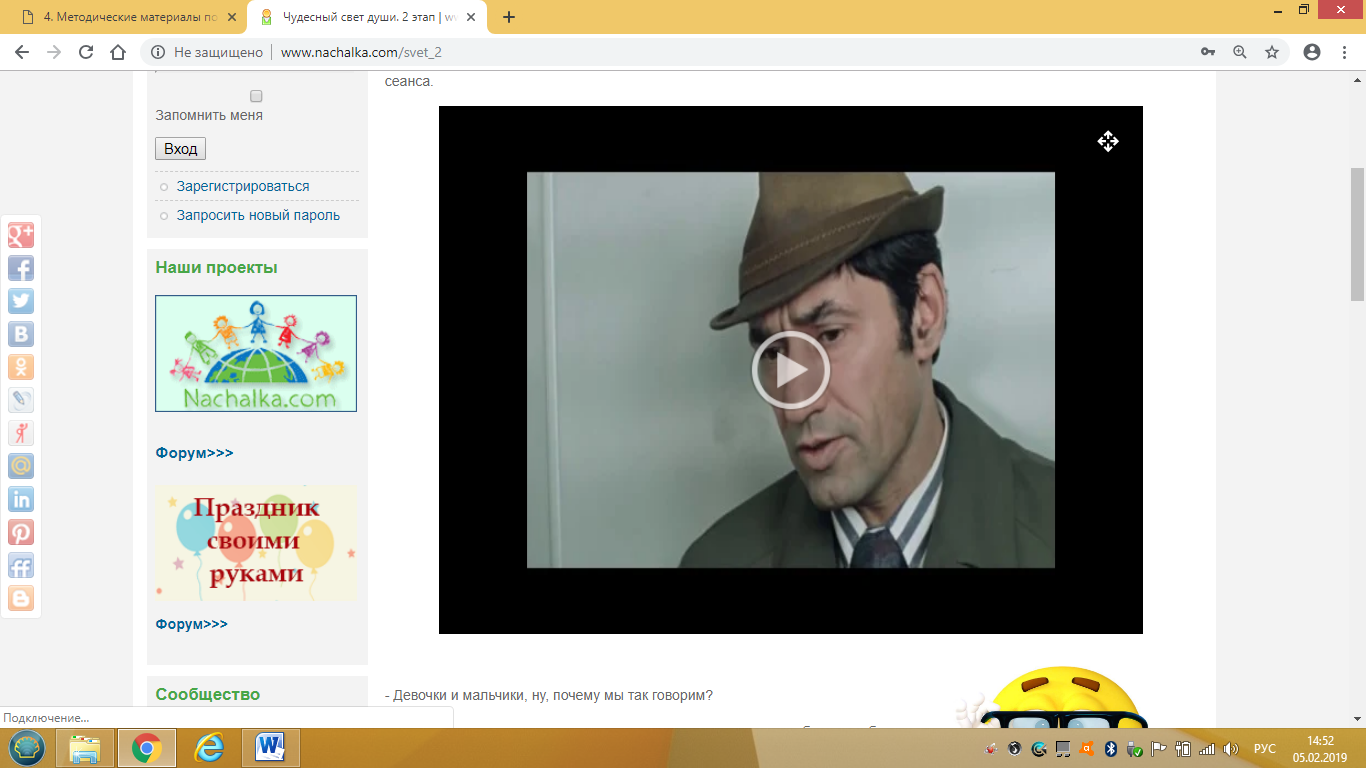 4. Методические материалы по
Чудесный свет души. 2 этап | ww
Не защищено
www.nachalka.com/svet_2
сеанса.
Запомнить меня
Вход
Зарегистрироваться
Запросить новый пароль
Наши проекты
Nachalka.com
Форум>>>
Праздник
своими
руками
Форум>>>
Сообщество
- Девочки и мальчики, ну, почему мы так говорим?
Подключение...
РУС
14:52
05.02.2019